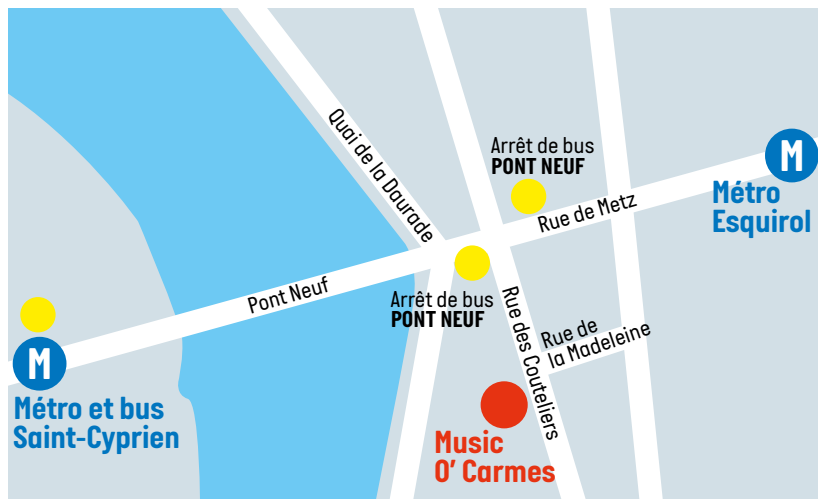 Quai de la Daurade
Arrêt de bus
PONT NEUF
M
Métro
Esquirol
Rue de Metz
Pont Neuf
Arrêt de bus
PONT NEUF
Rue des Couteliers
Rue de
la Madeleine
M
Métro et bus
Saint-Cyprien
Music
O' Carmes